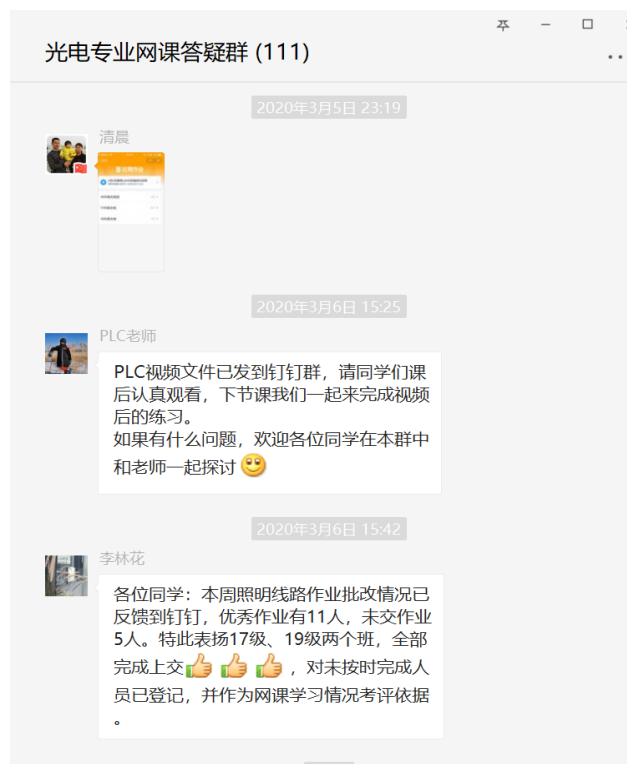 光电专业网课答疑群 (111)
2020年3月5日 23:19
清晨
2020年3月6日 15:25
PLC老师
PLC视频文件已发到钉钉群，请同学们课
后认真观看，下节课我们一起来完成视频
后的练习。
如果有什么问题，欢迎各位同学在本群中
和老师一起探讨
2020年3月6日 15:42
李林花
各位同学：本周照明线路作业批改情况已
反馈到钉钉，优秀作业有11人，未交作业
5人。特此表扬17级、19级两个班，全部
完成上交，对未按时完成人
员已登记，并作为网课学习情况考评依据
。